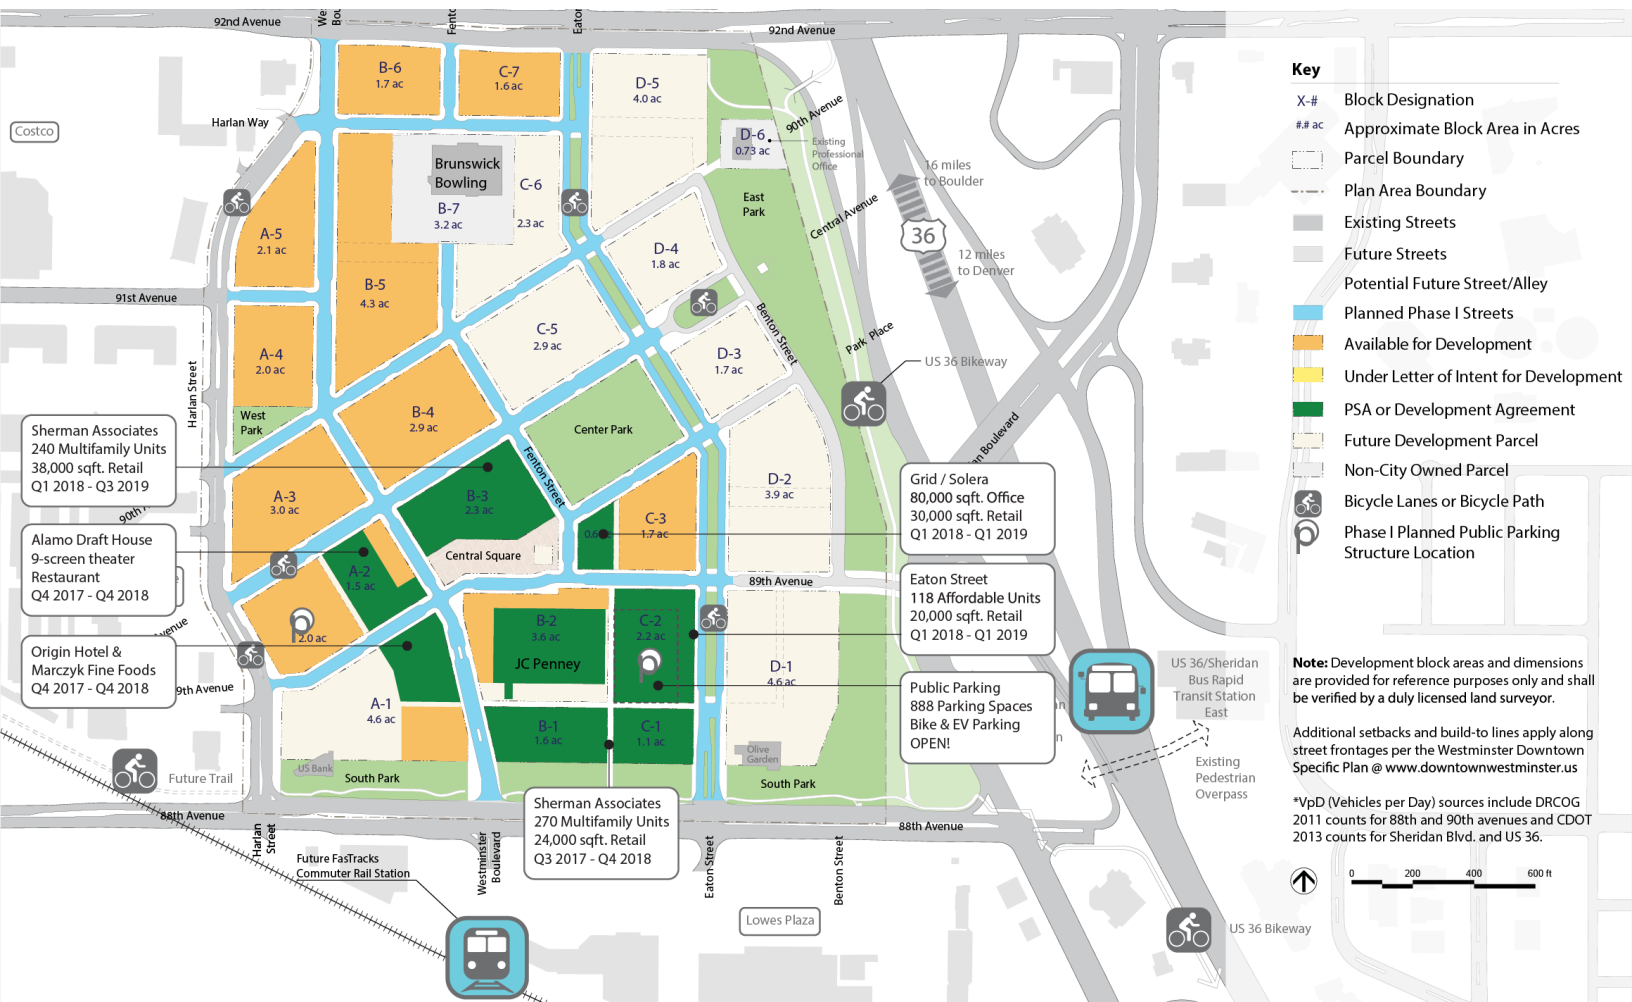 92nd Avenue
92nd Avenue
Harlan Way
Costco
B-6
1.7 ac
C-7
1.6 ac
D-5
4.0 ac
90th Avenue
D-6
0.73 ac
Existing
Professional
Office
Brunswick
Bowling
B-7
3.2 ac
C-6
2.3 ac
East
Park
Central Avenue
16 miles
to Boulder
36
12 miles
to Denver
A-5
2.1 ac
D-4
1.8 ac
91st Avenue
B-5
4.3 ac
C-5
2.9 ac
Benton Street
Park Place
US 36 Bikeway
A-4
2.0 ac
D-3
1.7 ac
Harlan Street
West
Park
B-4
2.9 ac
Center Park
Sherman Associates
240 Multifamily Units
38,000 sqft. Retail
Q1 2018 - Q3 2019
Fenton Street
A-3
3.0 ac
B-3
2.3 ac
D-2
3.9 ac
C-3
1.7 ac
Grid / Solera
80,000 sqft. Office
30,000 sqft. Retail
Q1 2018 - Q1 2019
Alamo Draft House
9-screen theater
Restaurant
Q4 2017 - Q4 2018
Central Square
A-2
1.5 ac
89th Avenue
Eaton Street
118 Affordable Units
20,000 sqft. Retail
Q1 2018 - Q1 2019
2.0 ac
B-2
3.6 ac
JC Penney
C-2
2.2 ac
Origin Hotel &
Marczyk Fine Foods
Q4 2017 - Q4 2018
D-1
4.6 ac
Public Parking
888 Parking Spaces
Bike & EV Parking
OPEN!
A-1
4.6 ac
B-1
1.6 ac
C-1
1.1 ac
US 36/Sheridan
Bus Rapid
Transit Station
East
Existing
Pedestrian
Overpass
US Bank
South Park
Olive
Garden
South Park
Future Trail
88th Avenue
88th Avenue
Harlan
Street
Westminster
Boulevard
Eaton Street
Benton Street
Sherman Associates
270 Multifamily Units
24,000 sqft. Retail
Q3 2017 - Q4 2018
Future FasTracks
Commuter Rail Station
Lowes Plaza
US 36 Bikeway
Key
X-# Block Designation
#.# ac Approximate Block Area in Acres
Parcel Boundary
Plan Area Boundary
Existing Streets
Future Streets
Potential Future Street/Alley
Planned Phase I Streets
Available for Development
Under Letter of Intent for Development
PSA or Development Agreement
Future Development Parcel
Non-City Owned Parcel
Bicycle Lanes or Bicycle Path
Phase I Planned Public Parking
Structure Location
Note: Development block areas and dimensions
are provided for reference purposes only and shall
be verified by a duly licensed land surveyor.
Additional setbacks and build-to lines apply along
street frontages per the Westminster Downtown
Specific Plan @ www.downtownwestminster.us
*VpD (Vehicles per Day) sources include DRCOG
2011 counts for 88th and 90th avenues and CDOT
2013 counts for Sheridan Blvd. and US 36.
0 200 400 600 ft